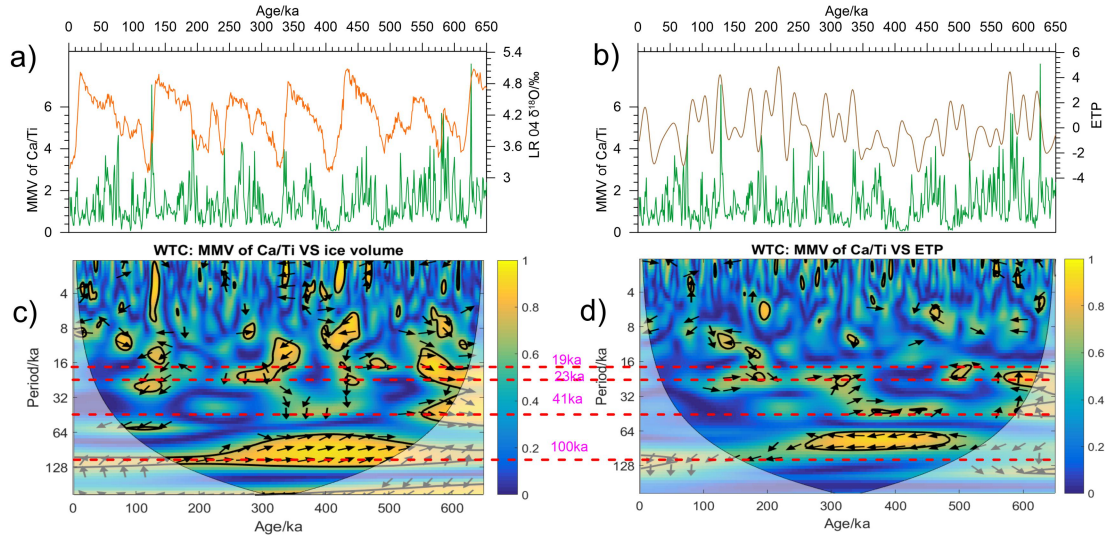 Age/ka
0 50 100 150 200 250 300 350 400 450 500 550 600 650
a)
MMV of Ca/Ti
6
4
2
0
5.4
4.8
4.2
3.6
3
LR 04 δ¹⁸O/‰
Age/ka
0 50 100 150 200 250 300 350 400 450 500 550 600 650
b)
MMV of Ca/Ti
6
4
2
0
6
4
2
0
-2
-4
ETP
WTC: MMV of Ca/Ti VS ice volume
c)
Period/ka
4
8
16
32
64
128
0 100 200 300 400 500 600
Age/ka
1
0.8
0.6
0.4
0.2
0
19ka
23ka
41ka
100ka
WTC: MMV of Ca/Ti VS ETP
d)
Period/ka
4
8
16
32
64
128
0 100 200 300 400 500 600
Age/ka
1
0.8
0.6
0.4
0.2
0